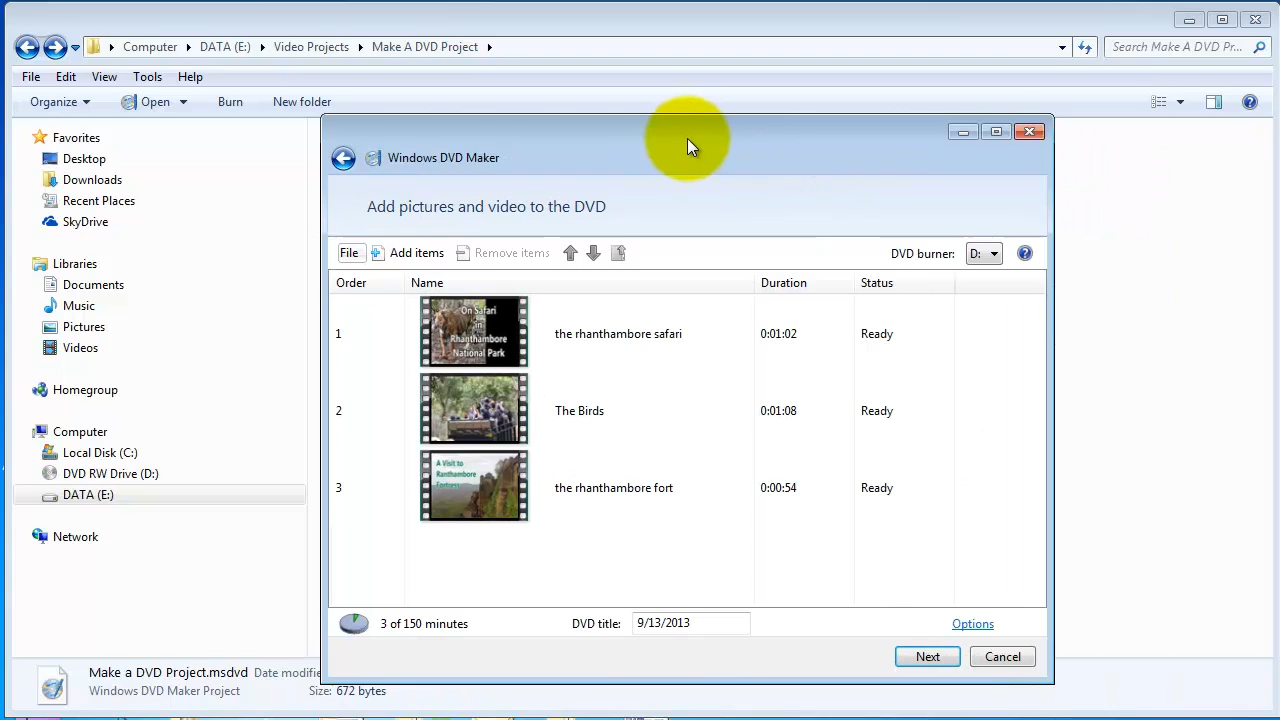 Computer DATA (E:) Video Projects Make A DVD Project
Search Make A DVD Pr...
File Edit View Tools Help
Organize Open Burn New folder
Favorites
Desktop
Downloads
Recent Places
SkyDrive
Libraries
Documents
Music
Pictures
Videos
Homegroup
Computer
Local Disk (C:)
DVD RW Drive (D:)
DATA (E:)
Network
Windows DVD Maker
Add pictures and video to the DVD
File Add items Remove items DVD burner: D:
Order Name Duration Status
On Safari
in
Rhanthambore
National Park
1 the rhanthambore safari 0:01:02 Ready
2 The Birds 0:01:08 Ready
A Visit to
Ranthambore
Fortress
3 the rhanthambore fort 0:00:54 Ready
3 of 150 minutes DVD title: 9/13/2013 Options
Next Cancel
Make a DVD Project.msdvd Date modifie
Windows DVD Maker Project Size: 672 bytes